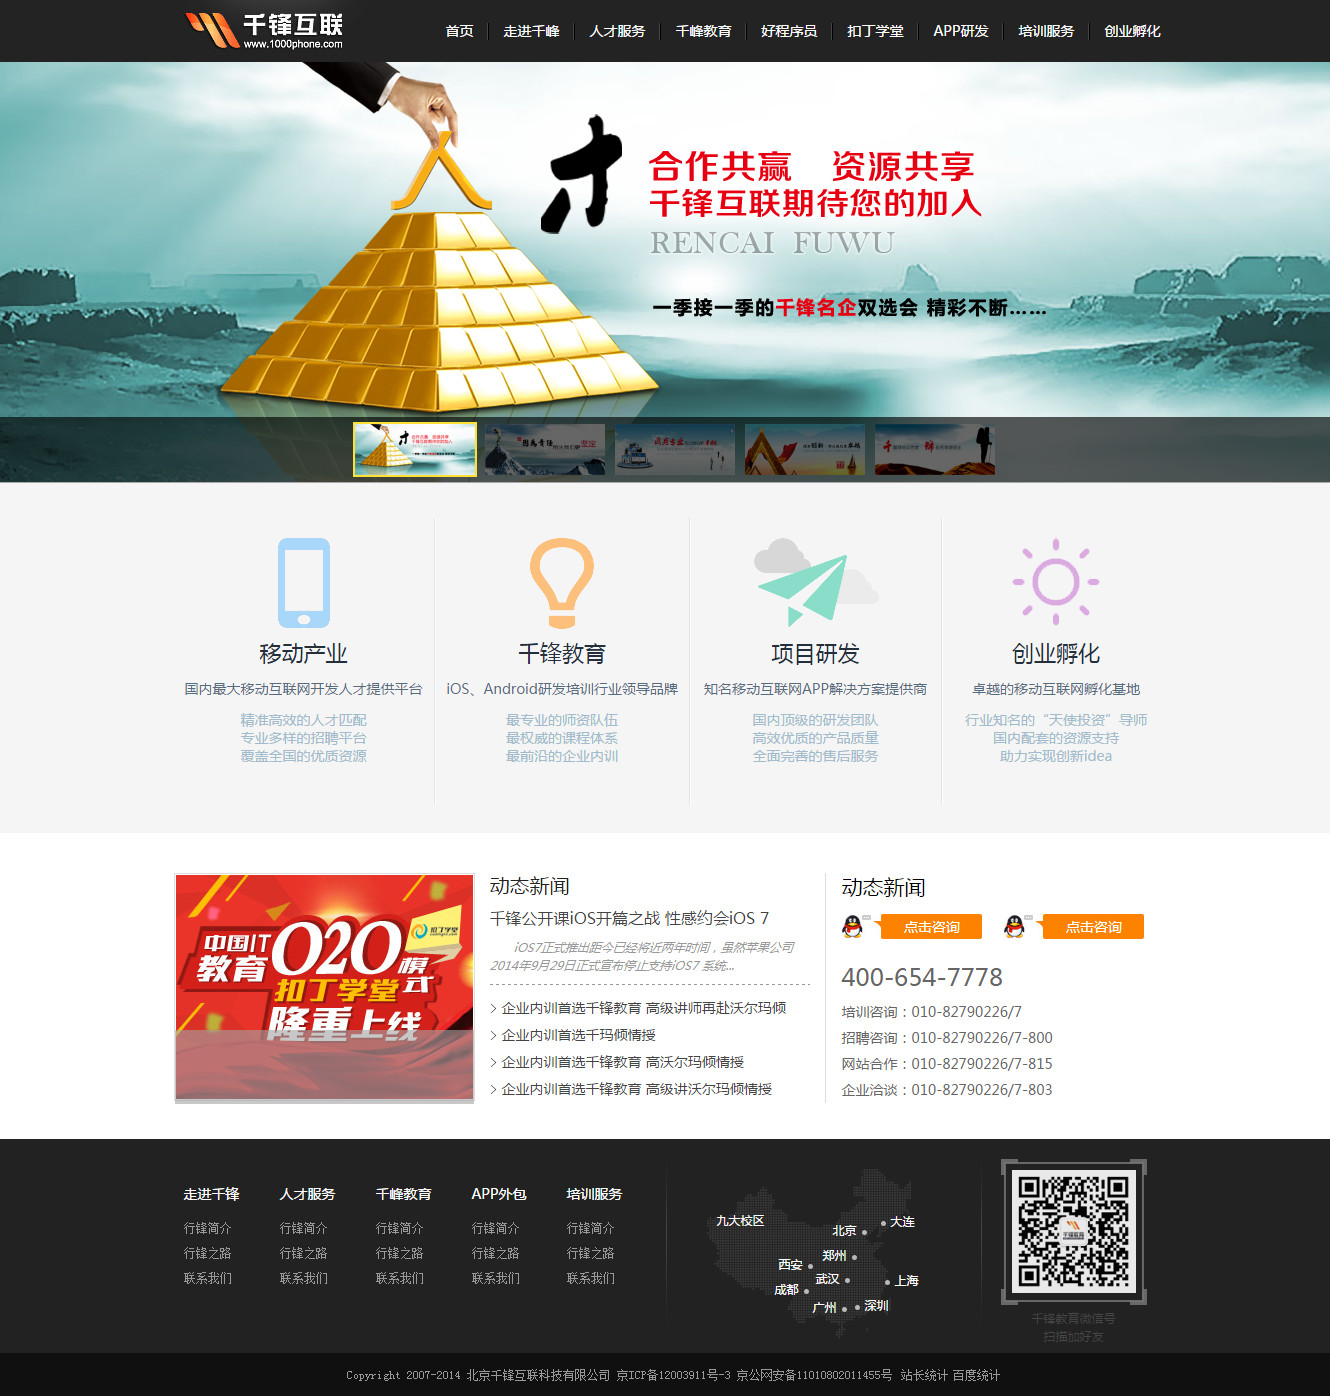 千锋互联
www.1000phone.com
首页 走进千峰 人才服务 千峰教育 好程序员 扣丁学堂 APP研发 培训服务 创业孵化
人才
合作共赢 资源共享
千锋互联期待您的加入
RENCAI FUWU
一季接一季的千锋名企双选会 精彩不断……
移动产业
国内最大移动互联网开发人才提供平台
精准高效的人才匹配
专业多样的招聘平台
覆盖全国的优质资源
千锋教育
iOS、Android研发培训行业领导品牌
最专业的师资队伍
最权威的课程体系
最前沿的企业内训
项目研发
知名移动互联网APP解决方案提供商
国内顶级的研发团队
高效优质的产品质量
全面完善的售后服务
创业孵化
卓越的移动互联网孵化基地
行业知名的“天使投资”导师
国内配套的资源支持
助力实现创新idea
中国IT
教育O2O模式
扣丁学堂
隆重上线
扣丁学堂
动态新闻
千锋公开课iOS开篇之战 性感约会iOS 7
iOS7正式推出距今已经将近两年时间，虽然苹果公司
2014年9月29日正式宣布停止支持iOS7 系统...
> 企业内训首选千锋教育 高级讲师再赴沃尔玛倾
> 企业内训首选千玛倾情授
> 企业内训首选千锋教育 高沃尔玛倾情授
> 企业内训首选千锋教育 高级讲沃尔玛倾情授
动态新闻
点击咨询 点击咨询
400-654-7778
培训咨询：010-82790226/7
招聘咨询：010-82790226/7-800
网站合作：010-82790226/7-815
企业洽谈：010-82790226/7-803
走进千锋 人才服务 千峰教育 APP外包 培训服务
行锋简介 行锋简介 行锋简介 行锋简介 行锋简介
行锋之路 行锋之路 行锋之路 行锋之路 行锋之路
联系我们 联系我们 联系我们 联系我们 联系我们
九大校区
北京
大连
西安
郑州
成都
武汉
上海
广州
深圳
千锋教育
千锋教育微信号
扫描加好友
Copyright 2007-2014 北京千锋互联科技有限公司 京ICP备12003911号-3 京公网安备11010802011455号 站长统计 百度统计